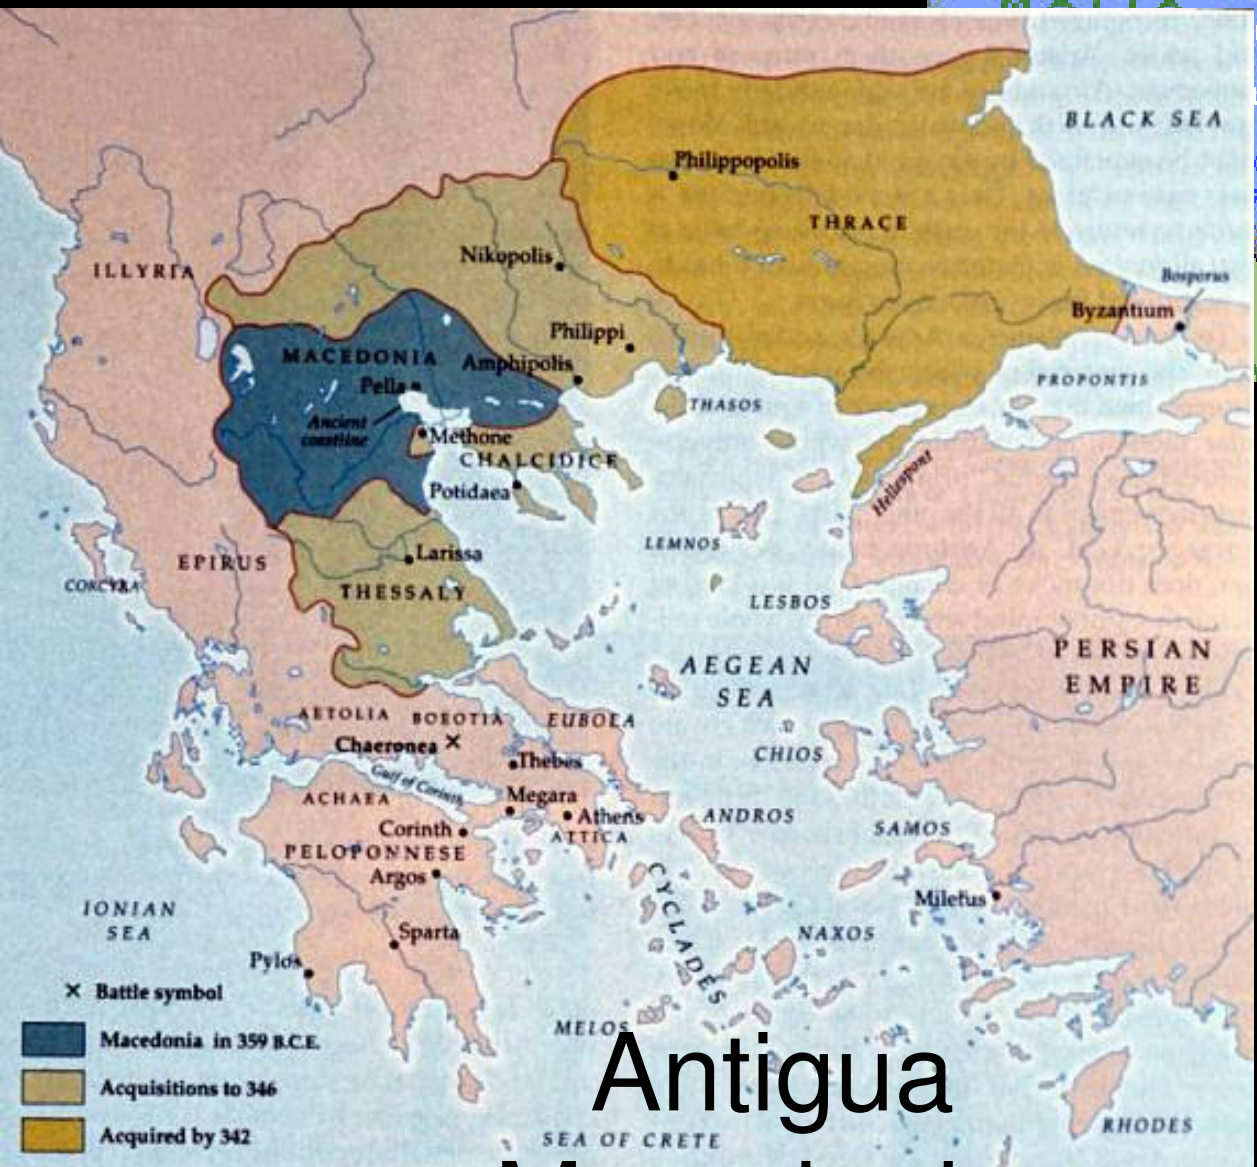 BLACK SEA
Philippopolis
THRACE
Nikopolis
ILLYRIA
Bosporus
Byzantium
Philippi
MACEDONIA
Amphipolis
Pella
PROPONTIS
THASOS
Ancient
coastline
Methone
CHALCIDICE
Potidaea
Hellespont
LEMNOS
Larissa
EPIRUS
CORCYRA
THESSALY
LESBOS
PERSIAN
EMPIRE
AEGEAN
SEA
AETOLIA
BOEOTIA
EUBOEA
Chaeronea
CHIOS
Thebes
Gulf of Corinth
ACHAEA
Megara
Athens
ANDROS
Corinth
ATTICA
SAMOS
PELOPONNESE
Argos
CYCLADES
Miletus
IONIAN
SEA
Sparta
NAXOS
Pylos
× Battle symbol
MELOS
Macedonia in 359 B.C.E.
Antigua
Acquisitions to 346
RHODES
Acquired by 342
SEA OF CRETE